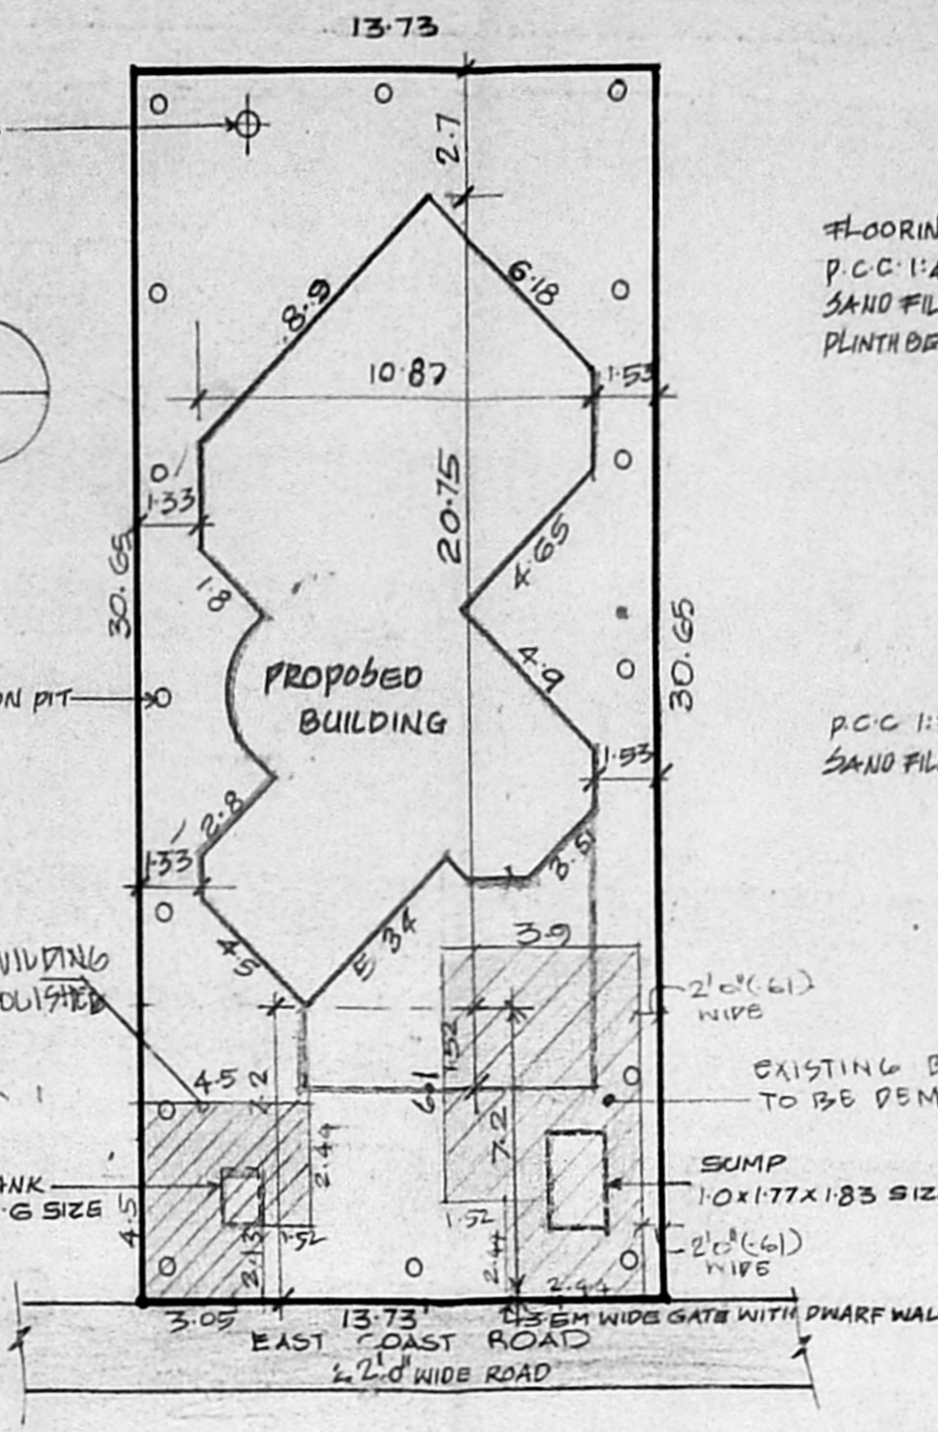 13.73
2.7
8.9
6.18
FLOORIN
P.C.C. 1:4
SAND FIL
PLINTH BE
10.87
1.53
1.33
20.75
4.65
30.65
1.8
4.9
30.65
ON PIT
PROPOSED
BUILDING
P.C.C 1:
SAND FIL
1.53
2.8
1.33
3.51
4.5
5.34
3.9
UILDING
OLISHED
2'0"(.61)
WIDE
1.52
EXISTING B
TO BE DEM
4.5
2.2
6.1
7.2
2.44
ANK
G SIZE
SUMP
1.0x1.77x1.83 SIZ
4.5
2.13
1.52
1.52
2.44
2'0"(.61)
WIDE
2.44
3.05
13.73
3.6M WIDE GATE WITH DWARF WAL
EAST COAST ROAD
22'0" WIDE ROAD